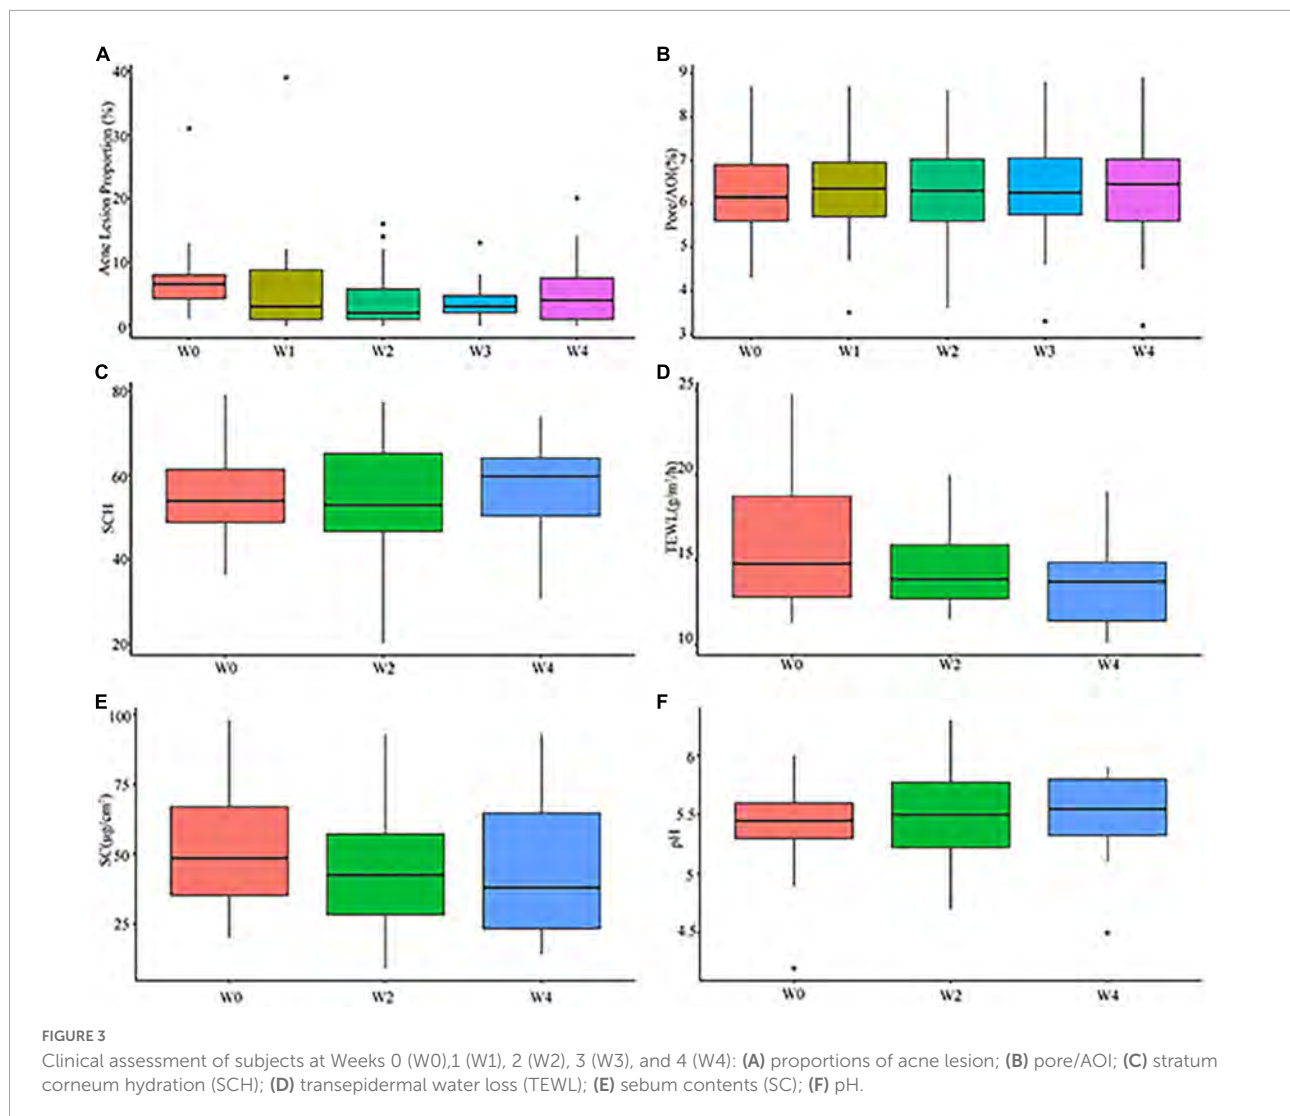 A
Acne Lesion Proportion (%)
40
30
20
10
0
W0 W1 W2 W3 W4
B
Pore/AOI(%)
9
8
7
6
5
4
3
W0 W1 W2 W3 W4
C
SCH
80
60
40
20
W0 W2 W4
D
TEWL(g/m²/h)
25
20
15
10
W0 W2 W4
E
SC(μg/cm²)
100
75
50
25
W0 W2 W4
F
pH
6
5.5
5
4.5
W0 W2 W4
FIGURE 3
Clinical assessment of subjects at Weeks 0 (W0),1 (W1), 2 (W2), 3 (W3), and 4 (W4): (A) proportions of acne lesion; (B) pore/AOI; (C) stratum
corneum hydration (SCH); (D) transepidermal water loss (TEWL); (E) sebum contents (SC); (F) pH.